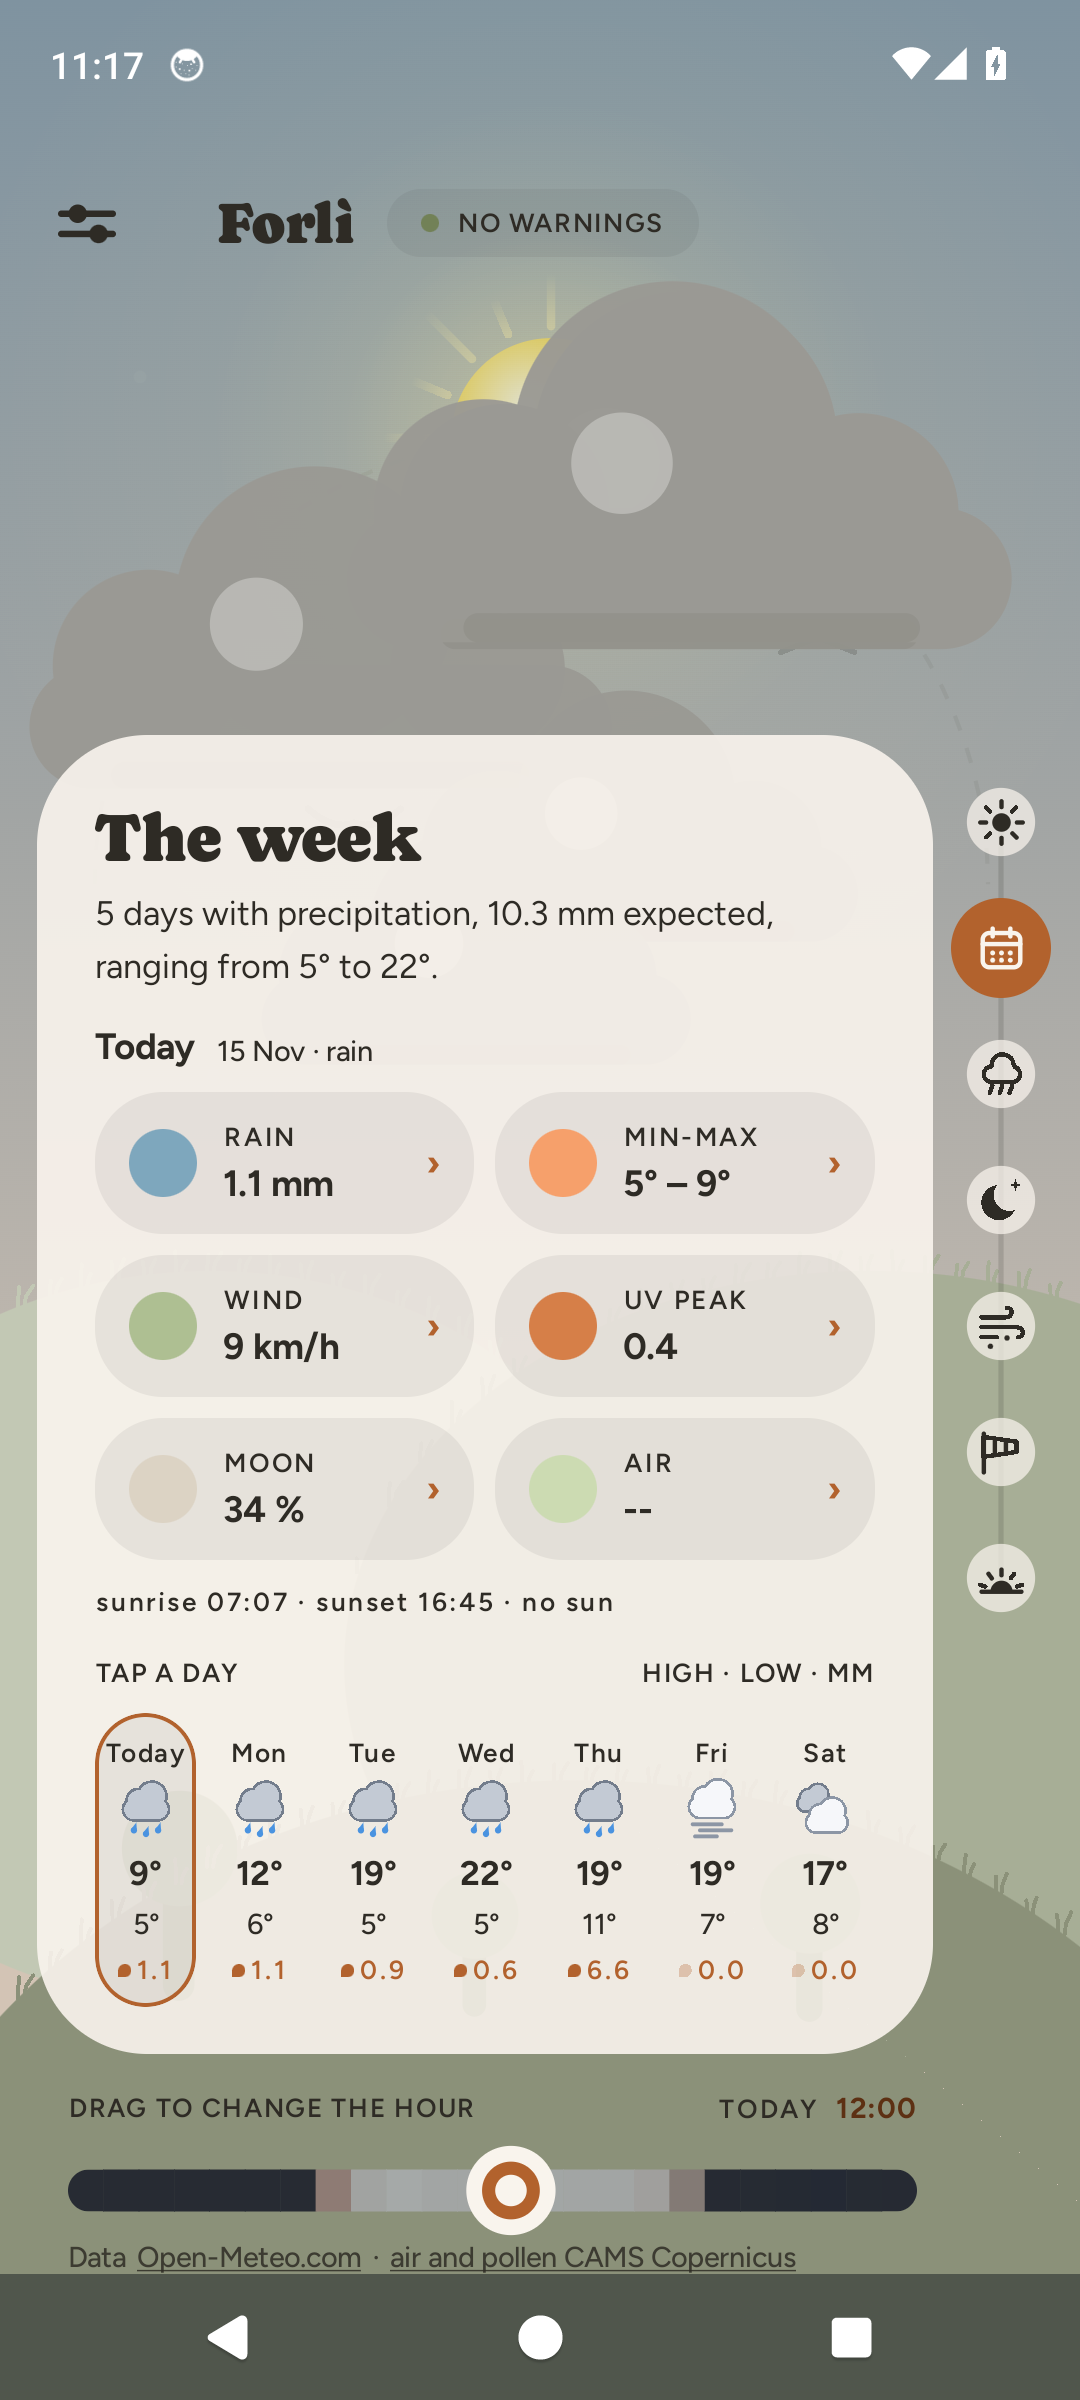 11:17
Forlì
NO WARNINGS
The week
5 days with precipitation, 10.3 mm expected,
ranging from 5° to 22°.
Today 15 Nov · rain
RAIN
1.1 mm
›
MIN-MAX
5° – 9°
›
WIND
9 km/h
›
UV PEAK
0.4
›
MOON
34 %
›
AIR
--
›
sunrise 07:07 · sunset 16:45 · no sun
TAP A DAY
HIGH · LOW · MM
Today Mon Tue Wed Thu Fri Sat
9° 12° 19° 22° 19° 19° 17°
5° 6° 5° 5° 11° 7° 8°
1.1 1.1 0.9 0.6 6.6 0.0 0.0
DRAG TO CHANGE THE HOUR
TODAY 12:00
Data Open-Meteo.com · air and pollen CAMS Copernicus